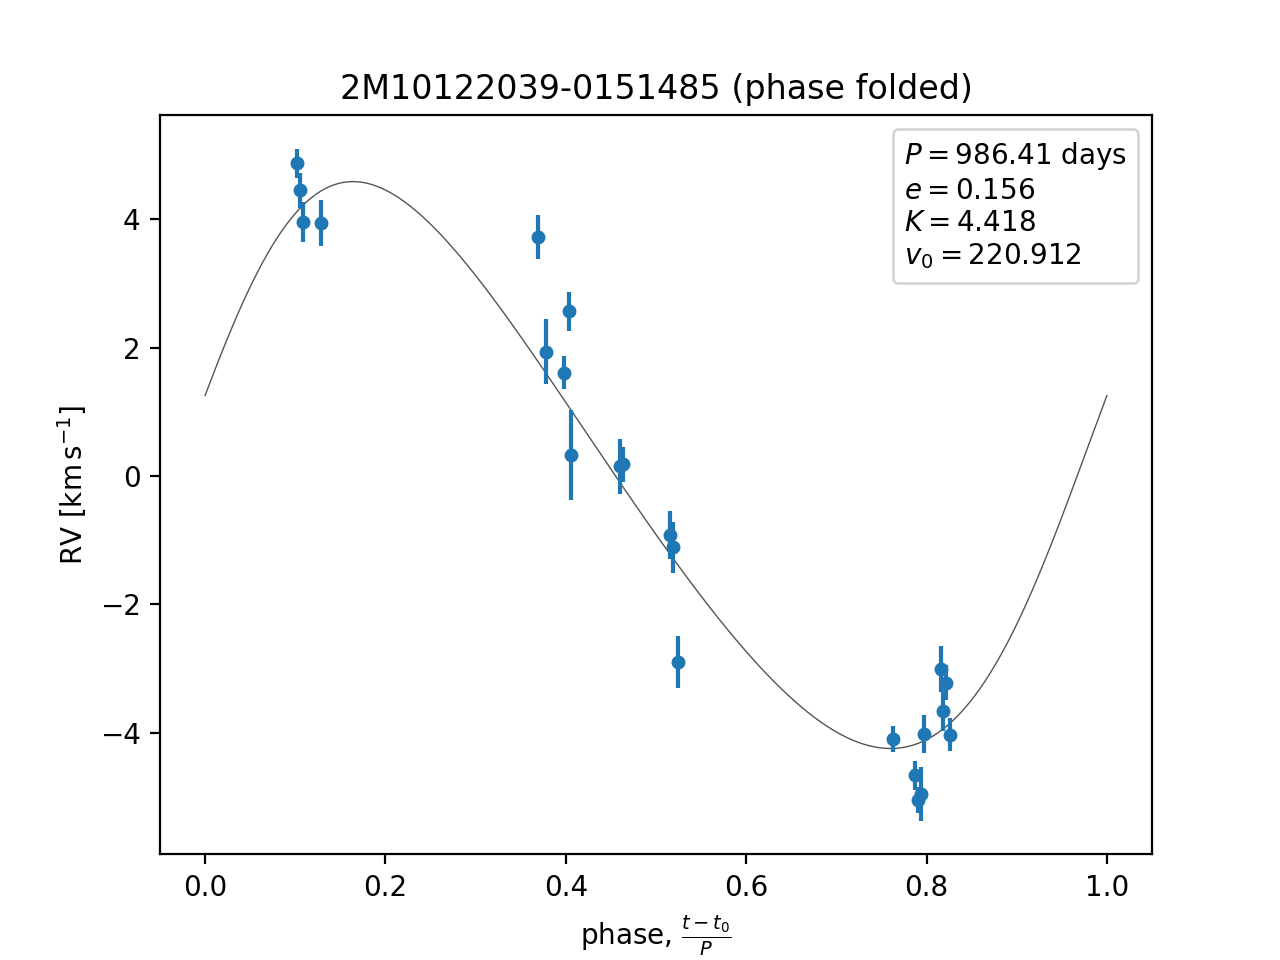 2M10122039-0151485 (phase folded)
P = 986.41 days
e = 0.156
K = 4.418
v₀ = 220.912
4
2
0
−2
−4
RV [km s⁻¹]
0.0 0.2 0.4 0.6 0.8 1.0
phase, (t − t₀)/P